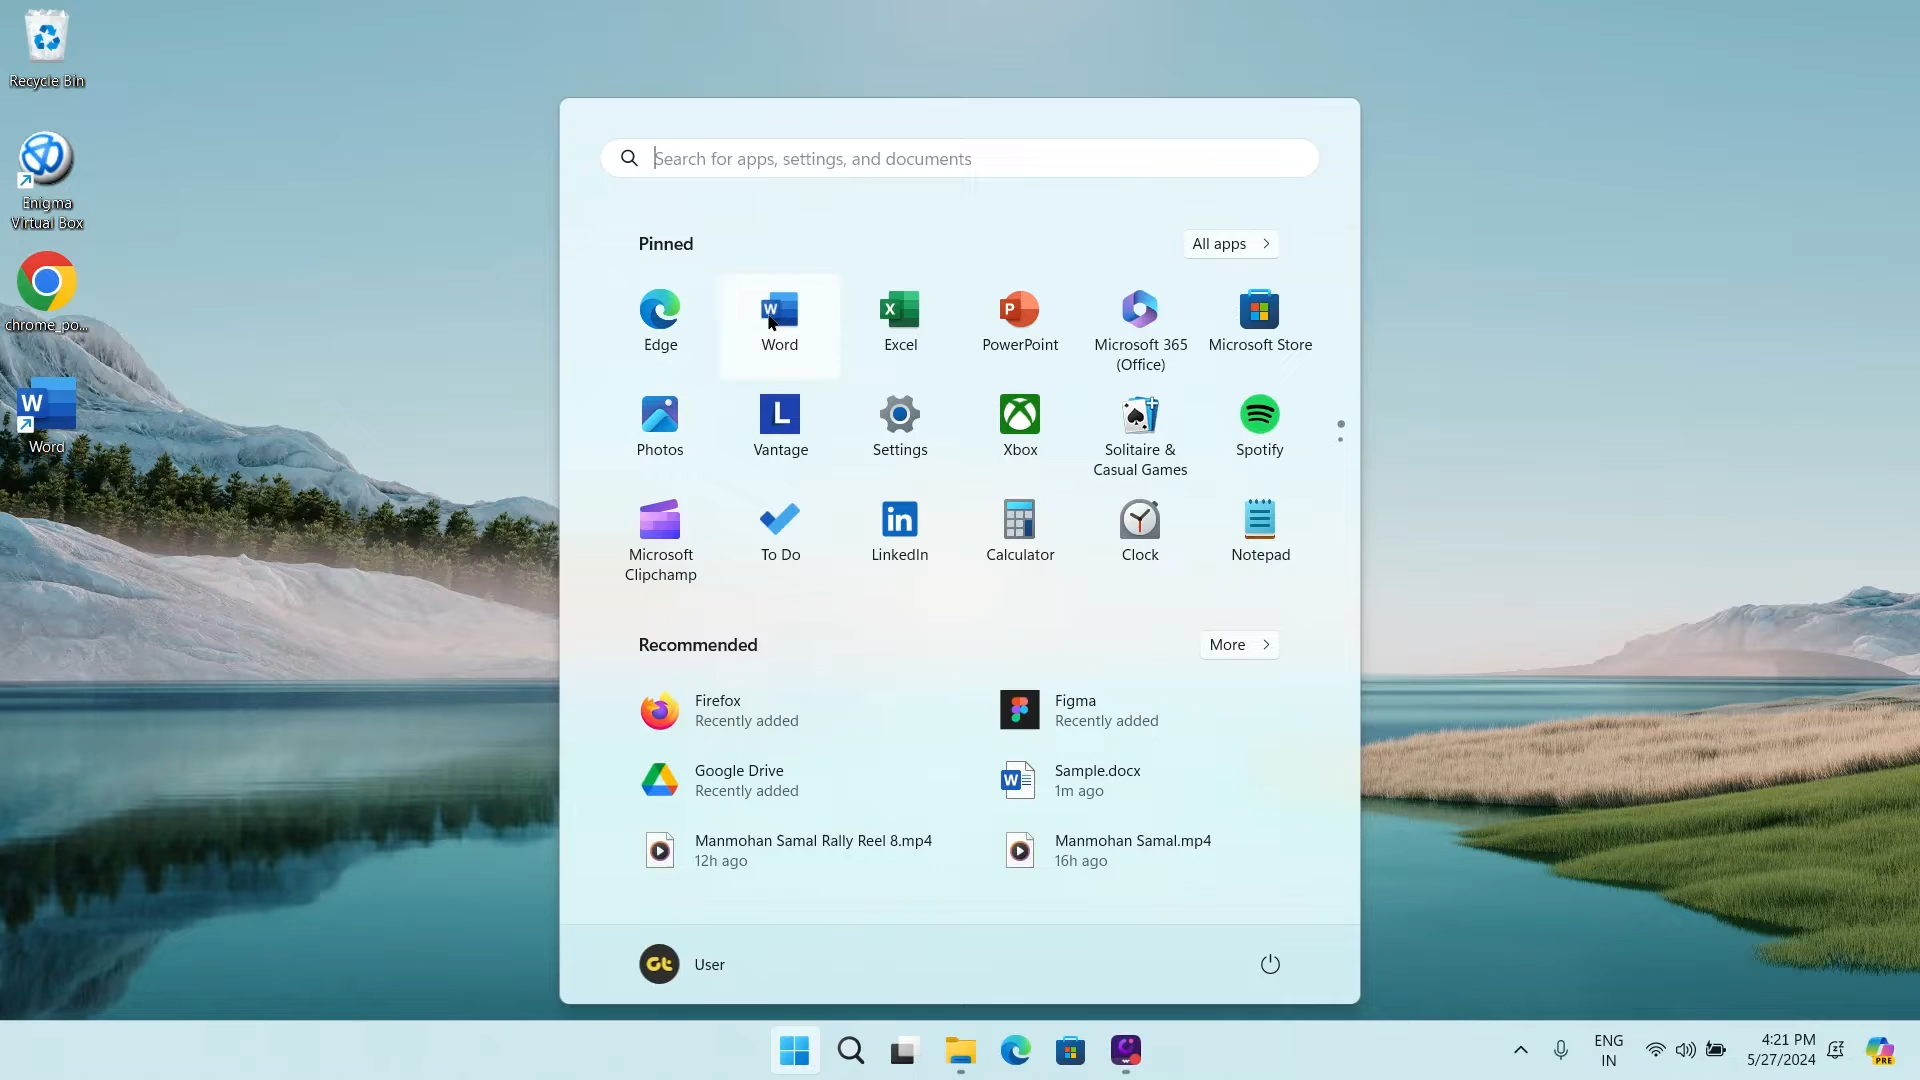 Recycle Bin
Enigma
Virtual Box
chrome_po...
Word
Search for apps, settings, and documents
Pinned
All apps
Edge
Word
Excel
PowerPoint
Microsoft 365
(Office)
Microsoft Store
Photos
Vantage
Settings
Xbox
Solitaire &
Casual Games
Spotify
Microsoft
Clipchamp
To Do
LinkedIn
Calculator
Clock
Notepad
Recommended
More
Firefox
Recently added
Figma
Recently added
Google Drive
Recently added
Sample.docx
1m ago
Manmohan Samal Rally Reel 8.mp4
12h ago
Manmohan Samal.mp4
16h ago
User
ENG
IN
4:21 PM
5/27/2024
PRE